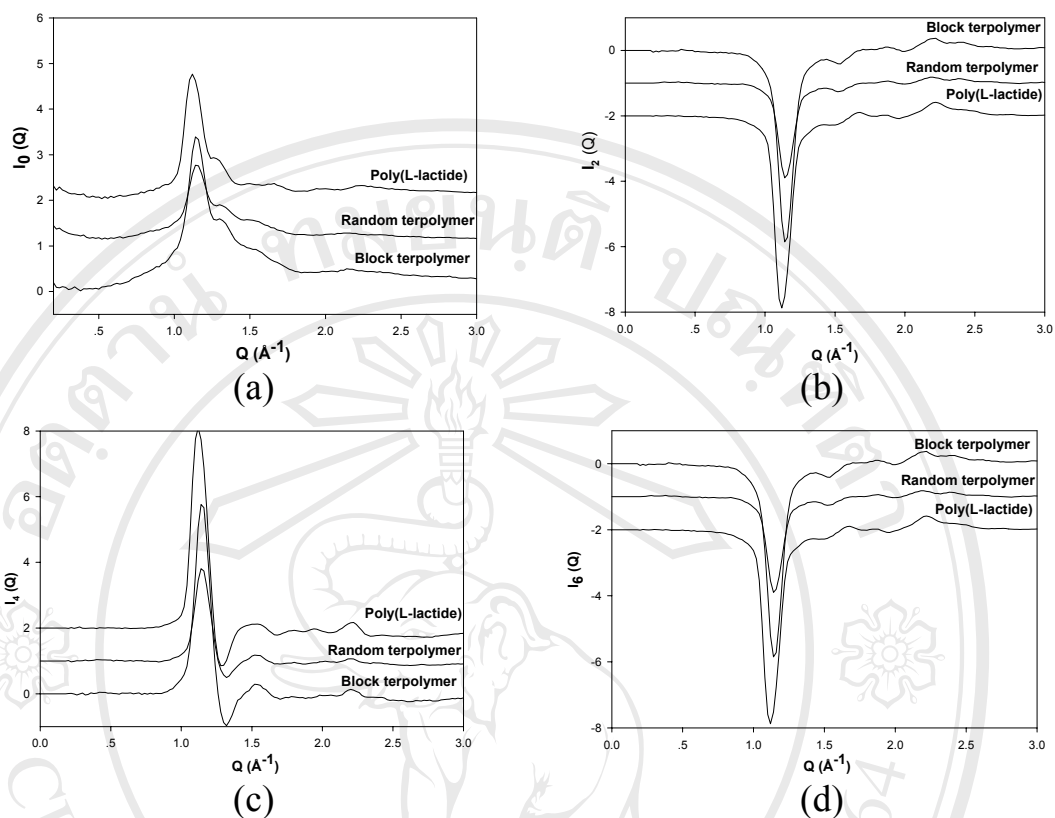 6
5
4
3
2
1
0
I0 (Q)
Poly(L-lactide)
Random terpolymer
Block terpolymer
.5 1.0 1.5 2.0 2.5 3.0
Q (Å-1)
(a)
0
-2
-4
-6
-8
I2 (Q)
Block terpolymer
Random terpolymer
Poly(L-lactide)
0.0 .5 1.0 1.5 2.0 2.5 3.0
Q (Å-1)
(b)
8
6
4
2
0
I4 (Q)
Poly(L-lactide)
Random terpolymer
Block terpolymer
0.0 .5 1.0 1.5 2.0 2.5 3.0
Q (Å-1)
(c)
0
-2
-4
-6
-8
I6 (Q)
Block terpolymer
Random terpolymer
Poly(L-lactide)
0.0 .5 1.0 1.5 2.0 2.5 3.0
Q (Å-1)
(d)